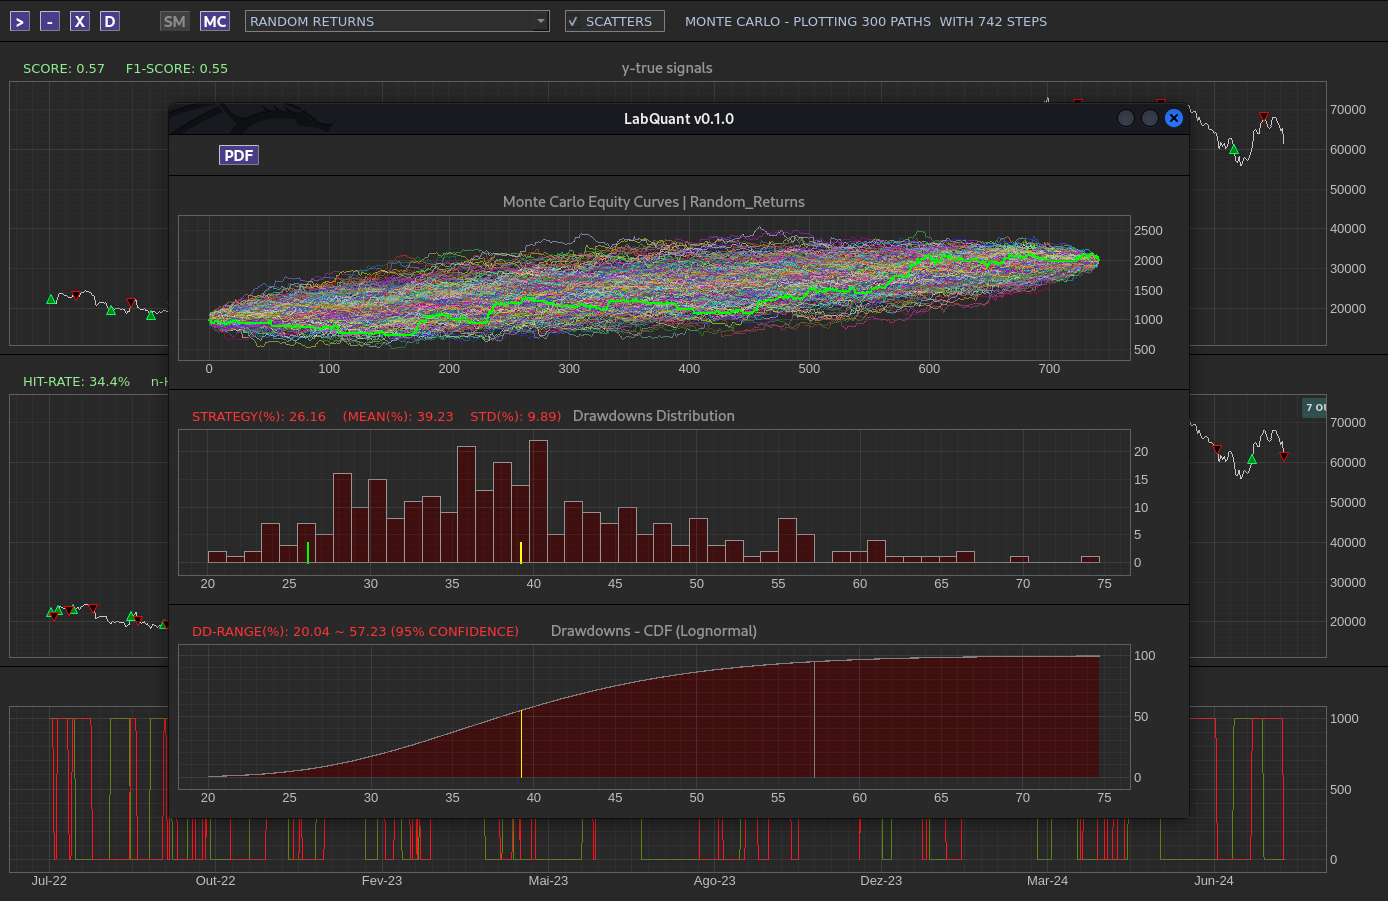 > - X D SM MC RANDOM RETURNS ✓ SCATTERS MONTE CARLO - PLOTTING 300 PATHS WITH 742 STEPS
SCORE: 0.57 F1-SCORE: 0.55 y-true signals
70000
60000
50000
40000
30000
20000
LabQuant v0.1.0
PDF
Monte Carlo Equity Curves | Random_Returns
2500
2000
1500
1000
500
0 100 200 300 400 500 600 700
HIT-RATE: 34.4%
STRATEGY(%): 26.16 (MEAN(%): 39.23 STD(%): 9.89) Drawdowns Distribution
20
15
10
5
0
20 25 30 35 40 45 50 55 60 65 70 75
70000
60000
50000
40000
30000
20000
DD-RANGE(%): 20.04 ~ 57.23 (95% CONFIDENCE) Drawdowns - CDF (Lognormal)
100
50
0
20 25 30 35 40 45 50 55 60 65 70 75
1000
500
0
Jul-22 Out-22 Fev-23 Mai-23 Ago-23 Dez-23 Mar-24 Jun-24